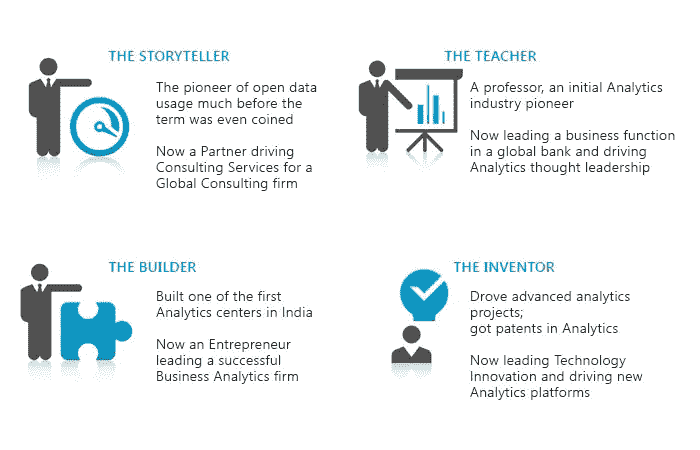 THE STORYTELLER
The pioneer of open data
usage much before the
term was even coined
Now a Partner driving
Consulting Services for a
Global Consulting firm
THE TEACHER
A professor, an initial Analytics
industry pioneer
Now leading a business function
in a global bank and driving
Analytics thought leadership
THE BUILDER
Built one of the first
Analytics centers in India
Now an Entrepreneur
leading a successful
Business Analytics firm
THE INVENTOR
Drove advanced analytics
projects;
got patents in Analytics
Now leading Technology
Innovation and driving new
Analytics platforms